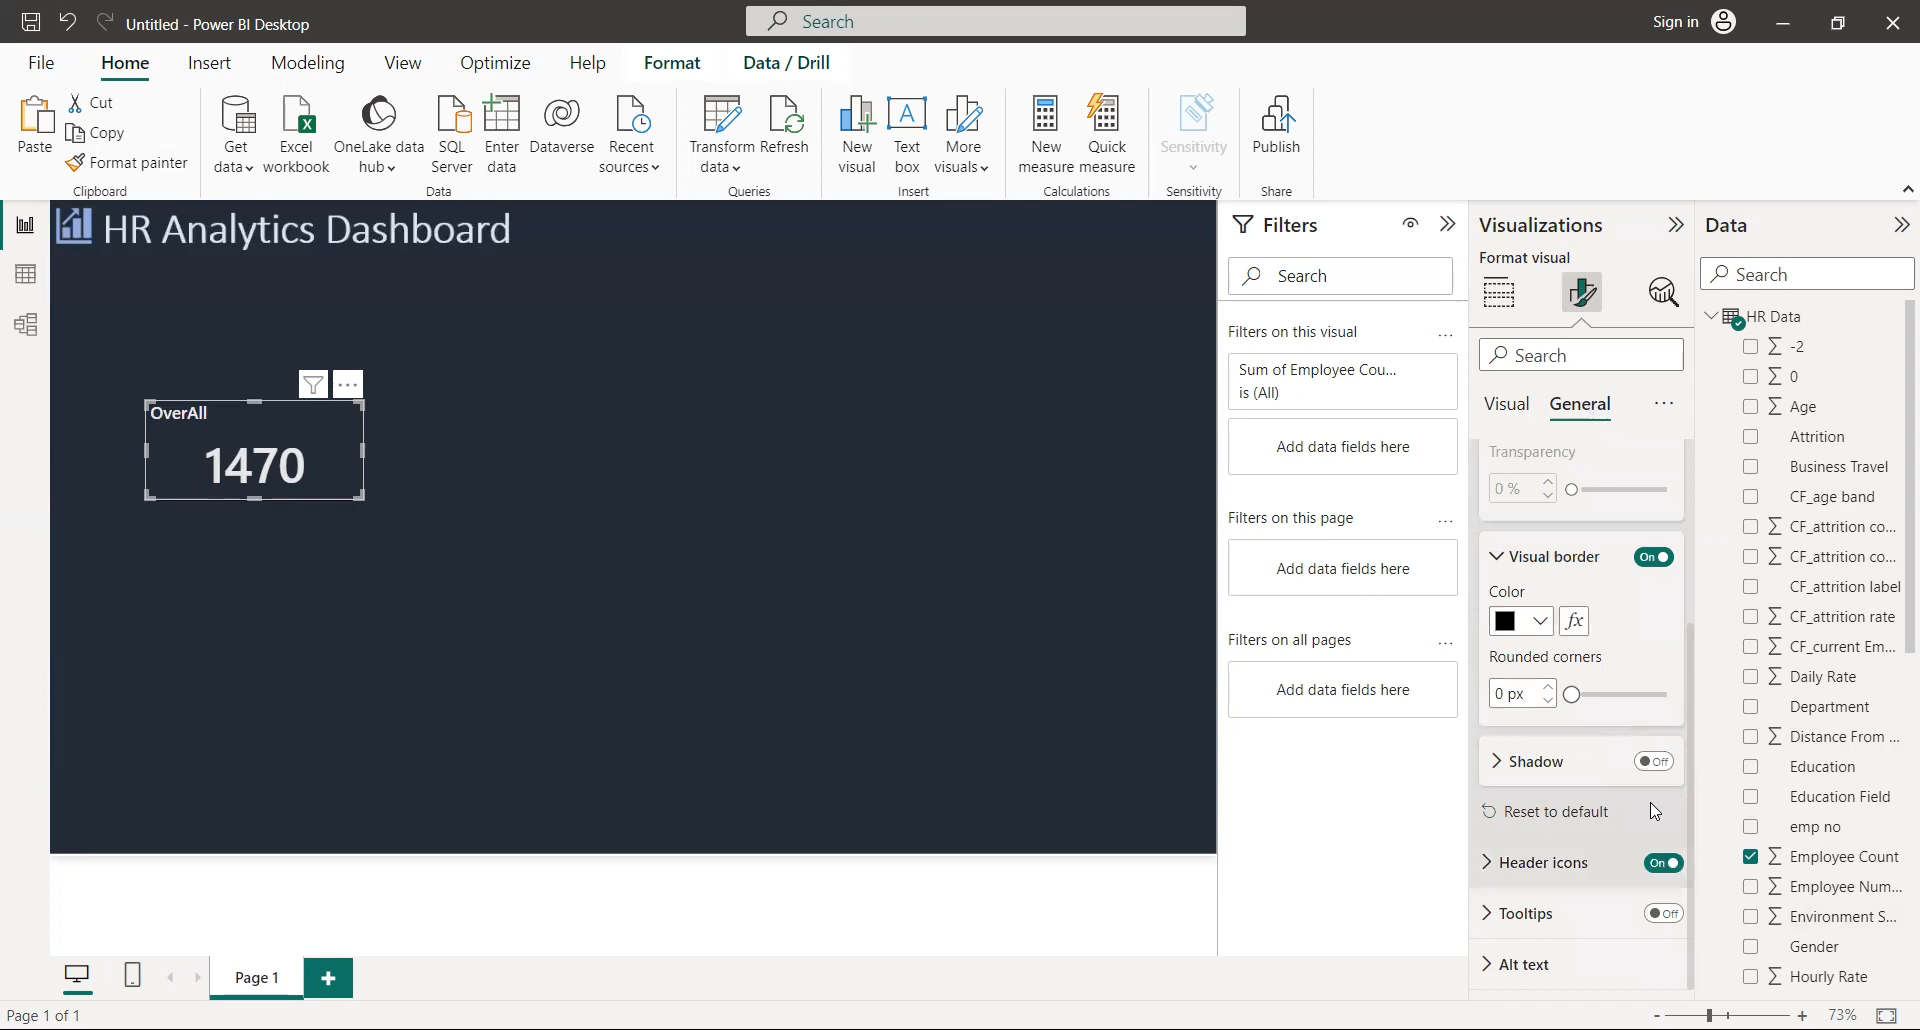 Untitled - Power BI Desktop
Search
Sign in
File Home Insert Modeling View Optimize Help Format Data / Drill
Paste
Cut
Copy
Format painter
Clipboard
Get data
Excel workbook
OneLake data hub
SQL Server
Enter data
Dataverse
Recent sources
Data
Transform data
Refresh
Queries
New visual
A
Text box
More visuals
Insert
New measure
Quick measure
Calculations
Sensitivity
Sensitivity
Publish
Share
HR Analytics Dashboard
OverAll
1470
Filters
Search
Filters on this visual
Sum of Employee Cou...
is (All)
Add data fields here
Filters on this page
Add data fields here
Filters on all pages
Add data fields here
Visualizations
Format visual
Search
Visual General
Transparency
0 %
Visual border On
Color
fx
Rounded corners
0 px
Shadow Off
Reset to default
Header icons On
Tooltips Off
Alt text
Data
Search
HR Data
∑ -2
∑ 0
∑ Age
Attrition
Business Travel
CF_age band
∑ CF_attrition co...
∑ CF_attrition co...
CF_attrition label
∑ CF_attrition rate
∑ CF_current Em...
∑ Daily Rate
Department
∑ Distance From ...
Education
Education Field
emp no
∑ Employee Count
∑ Employee Num...
∑ Environment S...
Gender
∑ Hourly Rate
Page 1
+
Page 1 of 1
- + 73%